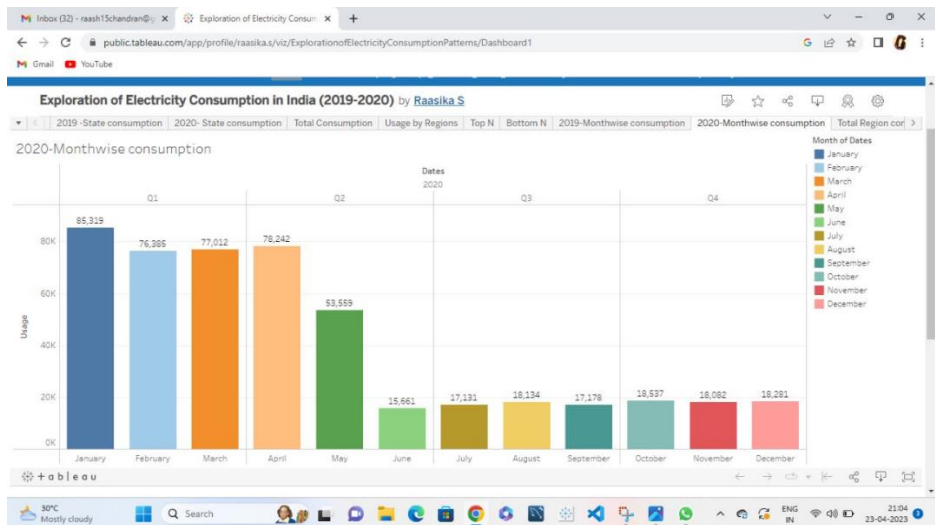 Inbox (32) - raash15chandran@g
Exploration of Electricity Consum
public.tableau.com/app/profile/raasika.s/viz/ExplorationofElectricityConsumptionPatterns/Dashboard1
Gmail YouTube
Exploration of Electricity Consumption in India (2019-2020) by Raasika S
2019 -State consumption 2020- State consumption Total Consumption Usage by Regions Top N Bottom N 2019-Monthwise consumption 2020-Monthwise consumption Total Region con
2020-Monthwise consumption
Dates
2020
Q1 Q2 Q3 Q4
Usage
80K
60K
40K
20K
0K
85,319 76,385 77,012 78,242 53,559 15,661 17,131 18,134 17,178 18,537 18,082 18,281
January February March April May June July August September October November December
Month of Dates
January
February
March
April
May
June
July
August
September
October
November
December
+ a b l e a u
30°C
Mostly cloudy
Search
ENG
IN
21:04
23-04-2023